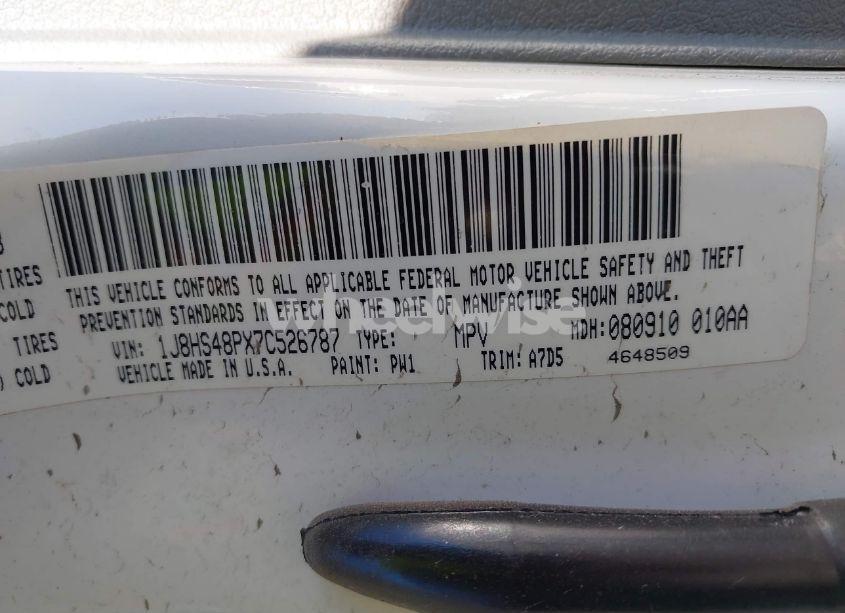 TIRES
COLD
TIRES
) COLD
THIS VEHICLE CONFORMS TO ALL APPLICABLE FEDERAL MOTOR VEHICLE SAFETY AND THEFT
PREVENTION STANDARDS IN EFFECT ON THE DATE OF MANUFACTURE SHOWN ABOVE.
VIN: 1J8HS48PX7C526787 TYPE: MPV MDH: 080910 010AA
VEHICLE MADE IN U.S.A. PAINT: PW1 TRIM: A7D5 4648509
wheelwise